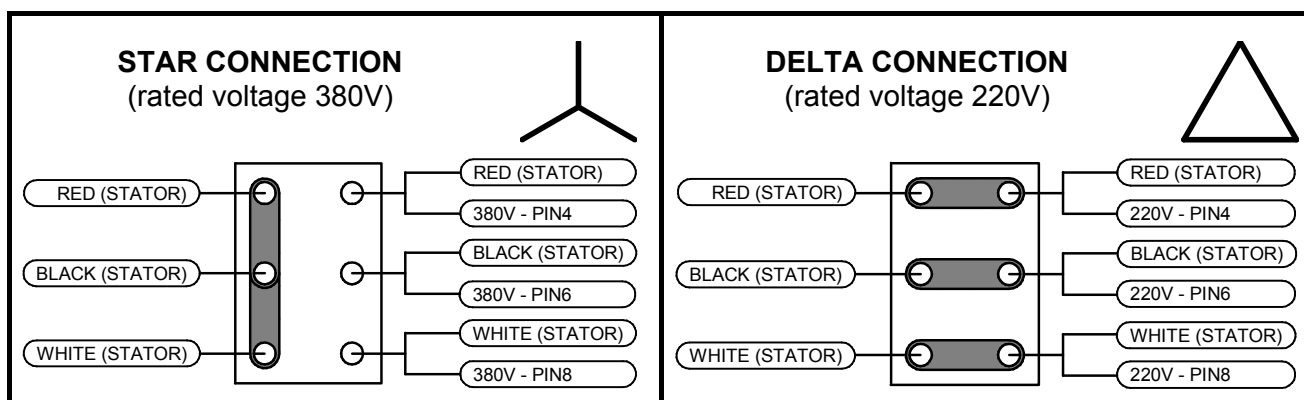 STAR CONNECTION
(rated voltage 380V)
RED (STATOR)
RED (STATOR)
380V - PIN4
BLACK (STATOR)
BLACK (STATOR)
380V - PIN6
WHITE (STATOR)
WHITE (STATOR)
380V - PIN8
DELTA CONNECTION
(rated voltage 220V)
RED (STATOR)
RED (STATOR)
220V - PIN4
BLACK (STATOR)
BLACK (STATOR)
220V - PIN6
WHITE (STATOR)
WHITE (STATOR)
220V - PIN8